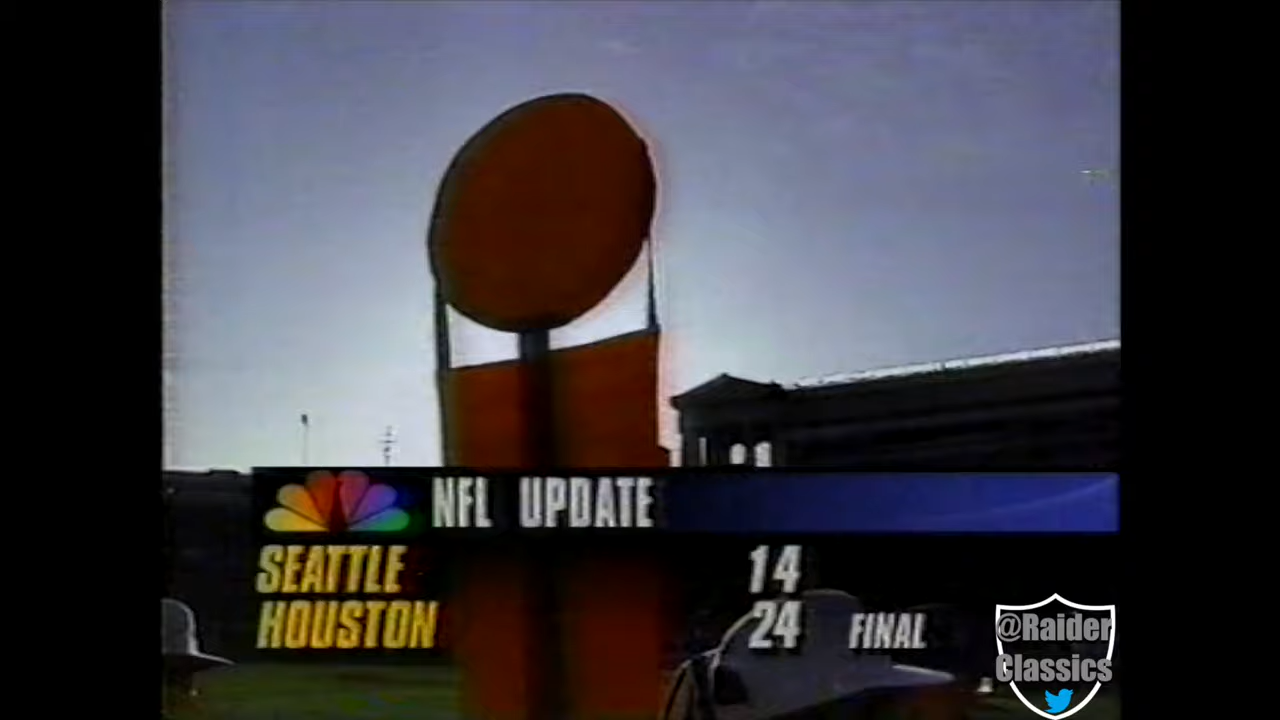 NFL UPDATE
SEATTLE 14
HOUSTON 24 FINAL
@Raider
Classics